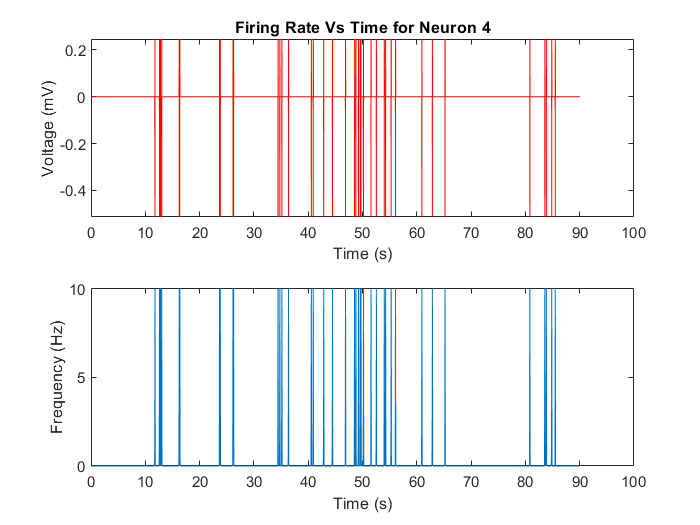 Firing Rate Vs Time for Neuron 4
Voltage (mV)
0.2
0
-0.2
-0.4
0 10 20 30 40 50 60 70 80 90 100
Time (s)
Frequency (Hz)
10
5
0
0 10 20 30 40 50 60 70 80 90 100
Time (s)